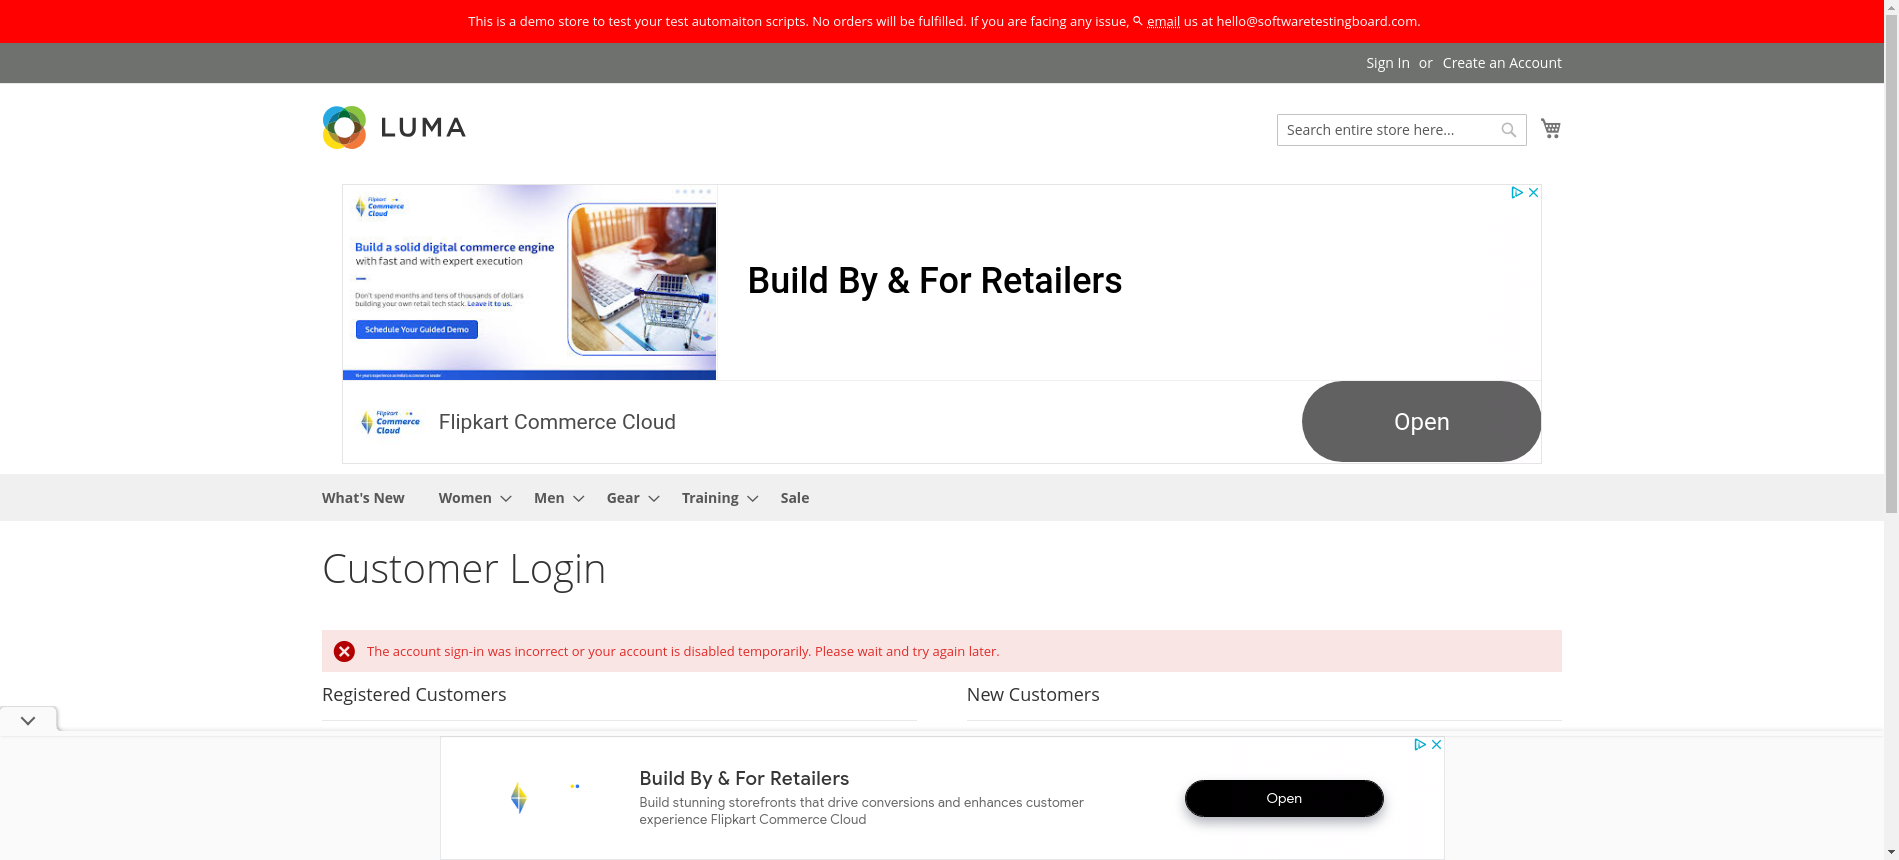 This is a demo store to test your test automaiton scripts. No orders will be fulfilled. If you are facing any issue, email us at hello@softwaretestingboard.com.
Sign In or Create an Account
LUMA
Search entire store here...
Flipkart
Commerce
Cloud
Build a solid digital commerce engine
with fast and with expert execution
Don't spend months and tens of thousands of dollars
building your own retail tech stack. Leave it to us.
Schedule Your Guided Demo
Build By & For Retailers
Flipkart
Commerce
Cloud
Flipkart Commerce Cloud
Open
What's New Women Men Gear Training Sale
Customer Login
The account sign-in was incorrect or your account is disabled temporarily. Please wait and try again later.
Registered Customers
New Customers
Build By & For Retailers
Build stunning storefronts that drive conversions and enhances customer
experience Flipkart Commerce Cloud
Open